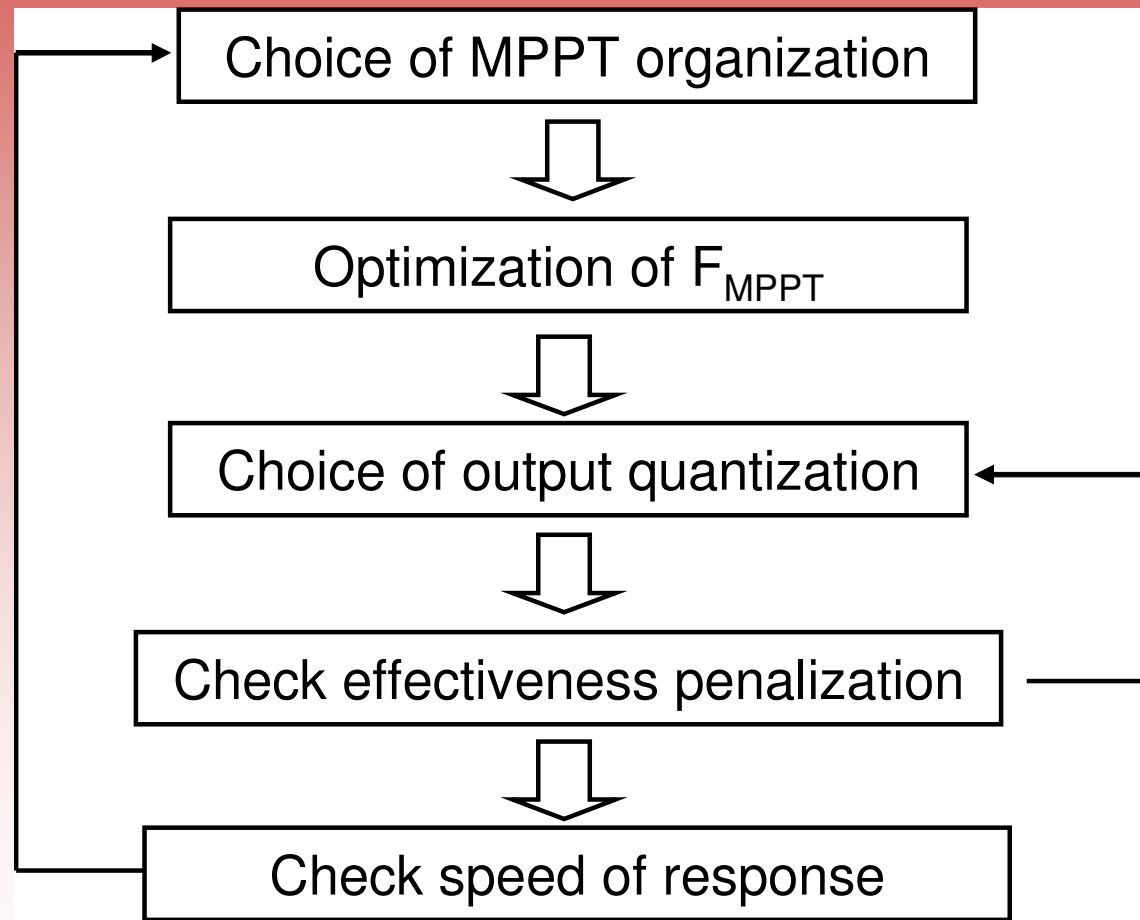 Choice of MPPT organization
Optimization of F_MPPT
Choice of output quantization
Check effectiveness penalization
Check speed of response